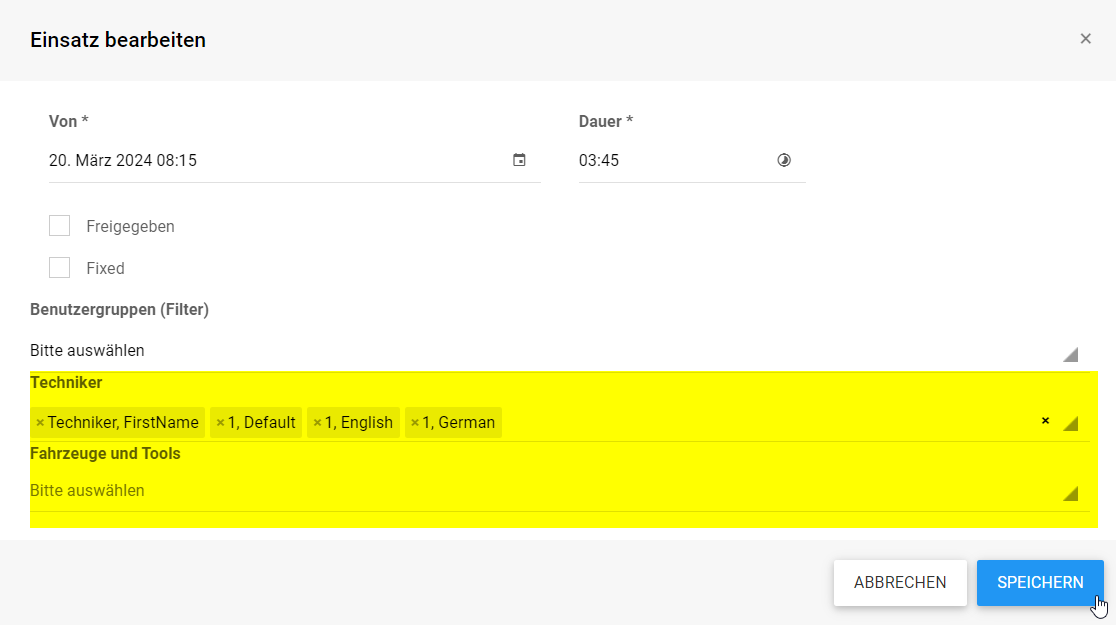 Einsatz bearbeiten ×
Von * Dauer *
20. März 2024 08:15 03:45
Freigegeben
Fixed
Benutzergruppen (Filter)
Bitte auswählen
Techniker
×Techniker, FirstName ×1, Default ×1, English ×1, German ×
Fahrzeuge und Tools
Bitte auswählen
ABBRECHEN SPEICHERN